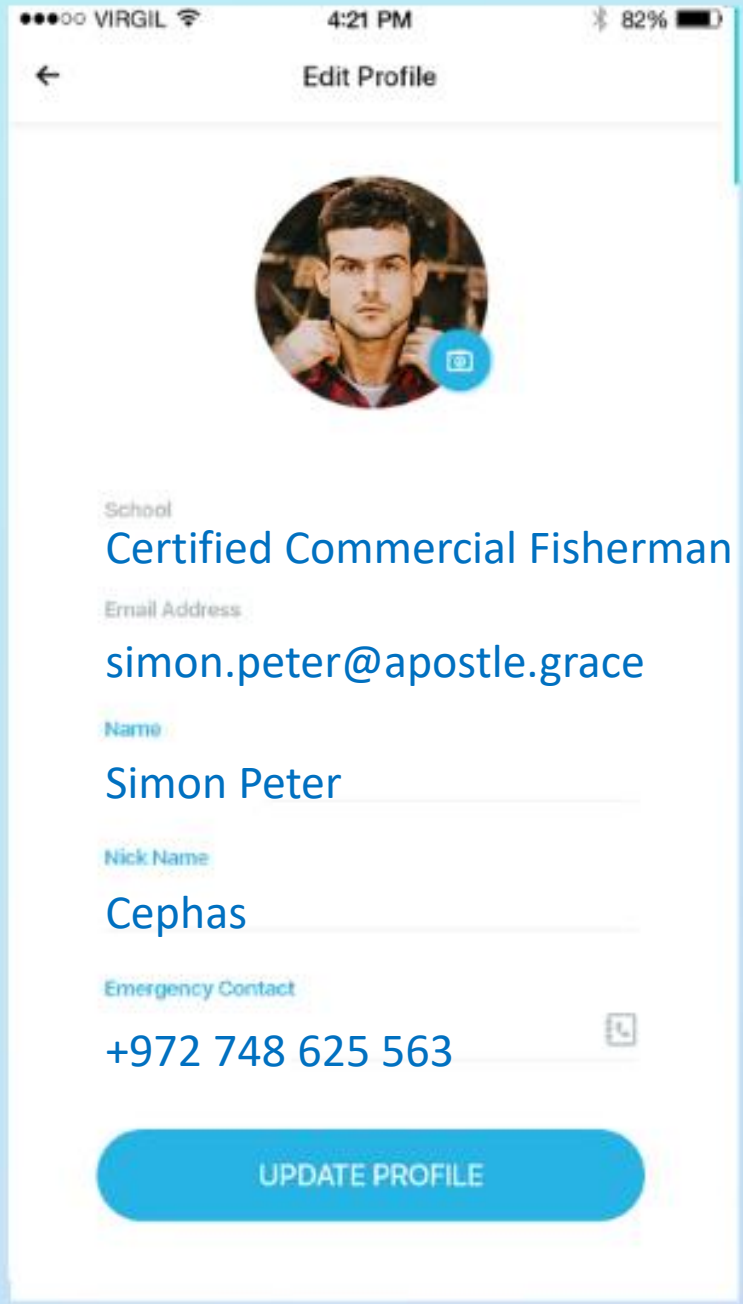 VIRGIL 4:21 PM 82%
Edit Profile
School
Certified Commercial Fisherman
Email Address
simon.peter@apostle.grace
Name
Simon Peter
Nick Name
Cephas
Emergency Contact
+972 748 625 563
UPDATE PROFILE